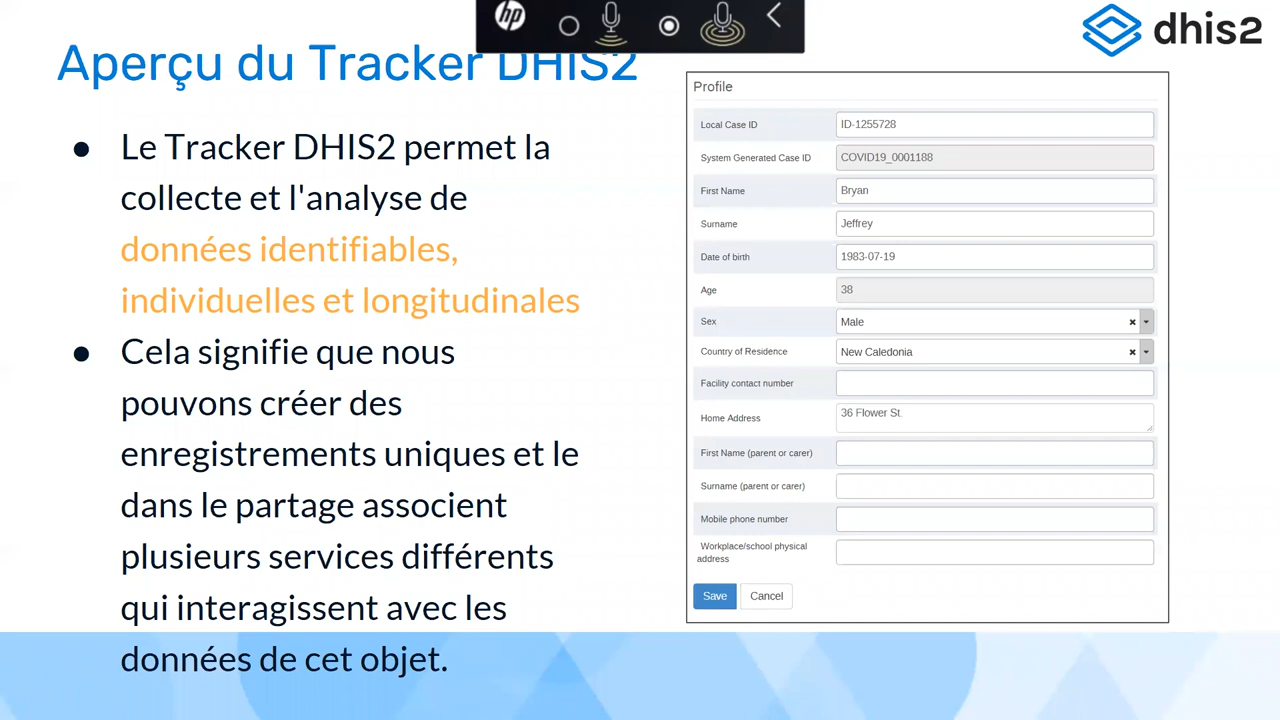 hp
dhis2
Aperçu du Tracker DHIS2
● Le Tracker DHIS2 permet la
collecte et l'analyse de
données identifiables,
individuelles et longitudinales
● Cela signifie que nous
pouvons créer des
enregistrements uniques et le
dans le partage associent
plusieurs services différents
qui interagissent avec les
données de cet objet.
Profile
Local Case ID ID-1255728
System Generated Case ID COVID19_0001188
First Name Bryan
Surname Jeffrey
Date of birth 1983-07-19
Age 38
Sex Male
Country of Residence New Caledonia
Facility contact number
Home Address 36 Flower St.
First Name (parent or carer)
Surname (parent or carer)
Mobile phone number
Workplace/school physical
address
Save Cancel